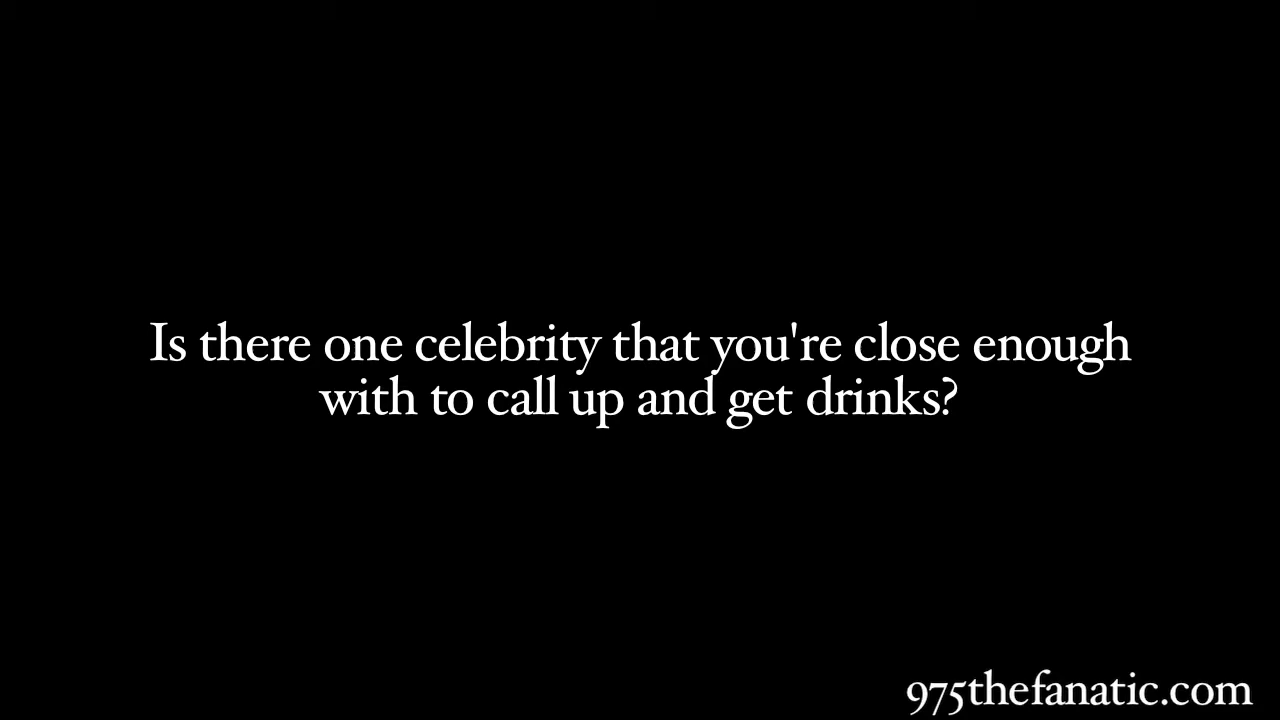 Is there one celebrity that you're close enough
with to call up and get drinks?
975thefanatic.com